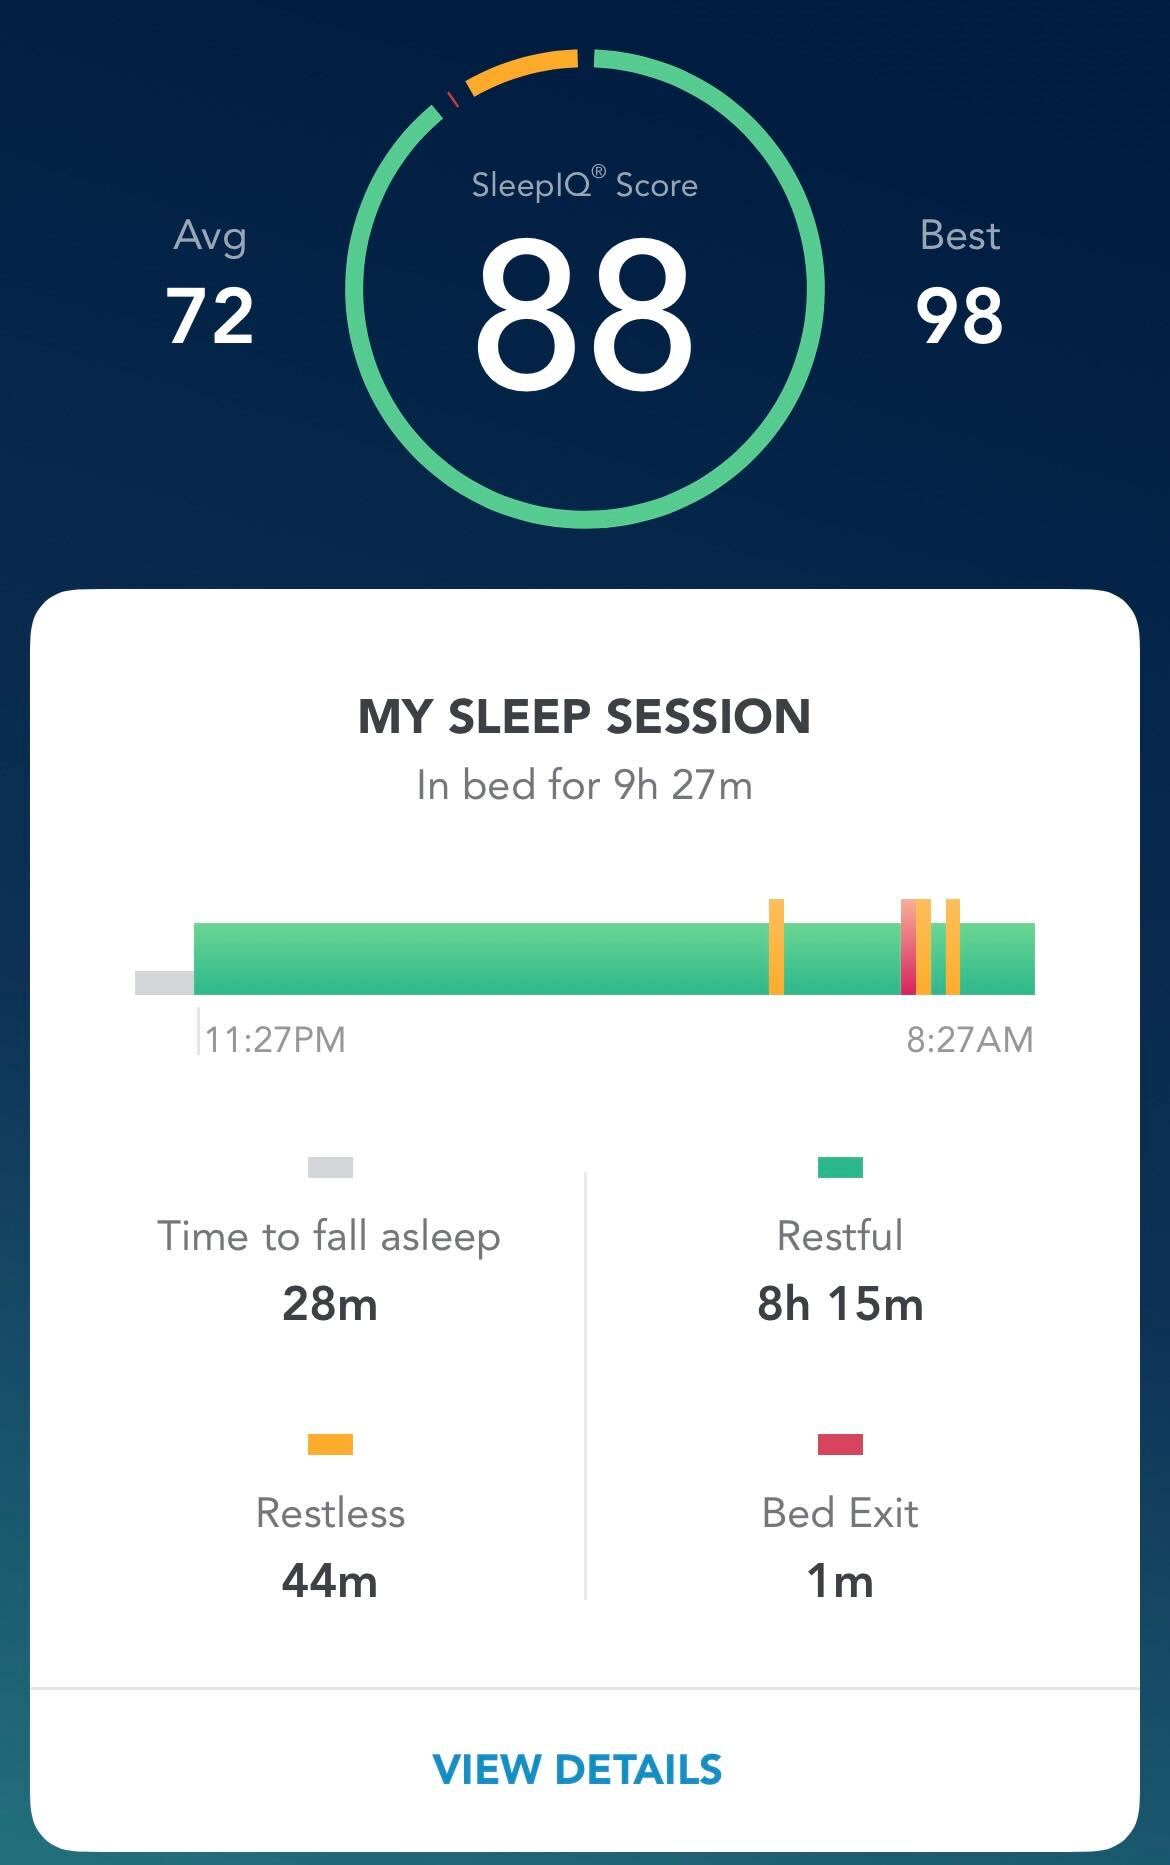 SleepIQ® Score
Avg
72
88
Best
98
MY SLEEP SESSION
In bed for 9h 27m
11:27PM
8:27AM
Time to fall asleep
28m
Restful
8h 15m
Restless
44m
Bed Exit
1m
VIEW DETAILS